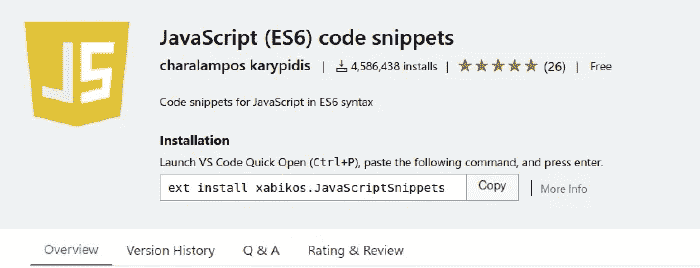 JS
JavaScript (ES6) code snippets
charalampos karypidis | 4,586,438 installs | (26) | Free
Code snippets for JavaScript in ES6 syntax
Installation
Launch VS Code Quick Open (Ctrl+P), paste the following command, and press enter.
ext install xabikos.JavaScriptSnippets Copy | More Info
Overview Version History Q & A Rating & Review